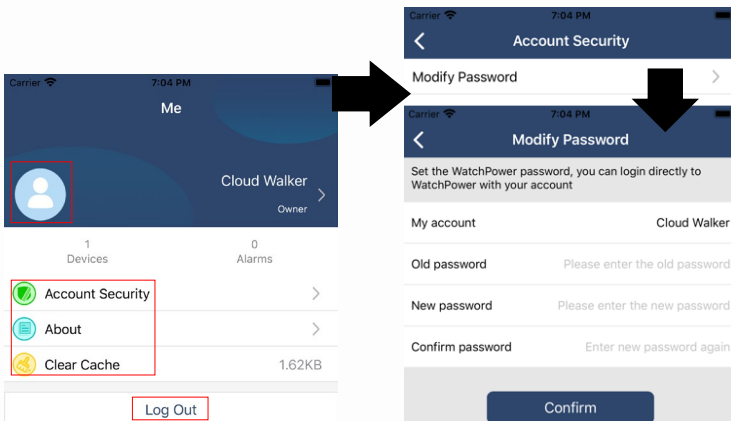 Carrier 7:04 PM
Me
Cloud Walker
Owner
1 0
Devices Alarms
Account Security
About
Clear Cache 1.62KB
Log Out
Carrier 7:04 PM
Account Security
Modify Password
Carrier 7:04 PM
Modify Password
Set the WatchPower password, you can login directly to
WatchPower with your account
My account Cloud Walker
Old password Please enter the old password
New password Please enter the new password
Confirm password Enter new password again
Confirm